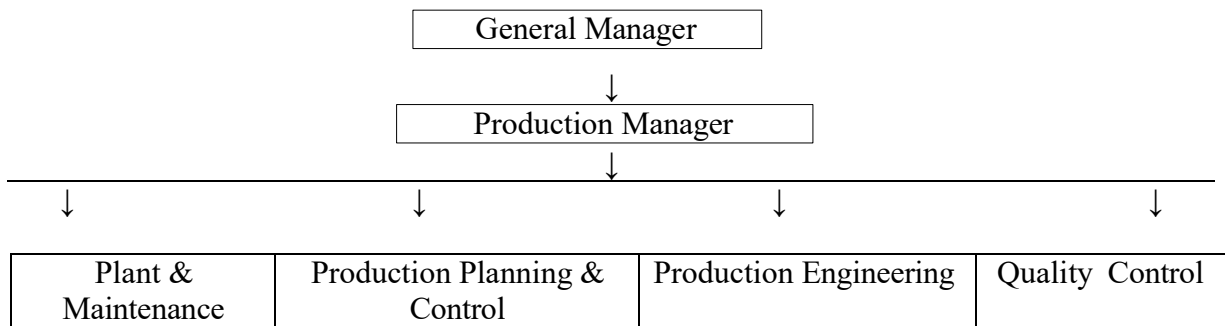 General Manager
↓
Production Manager
↓
↓ ↓ ↓ ↓
Plant &
Maintenance
Production Planning &
Control
Production Engineering
Quality Control